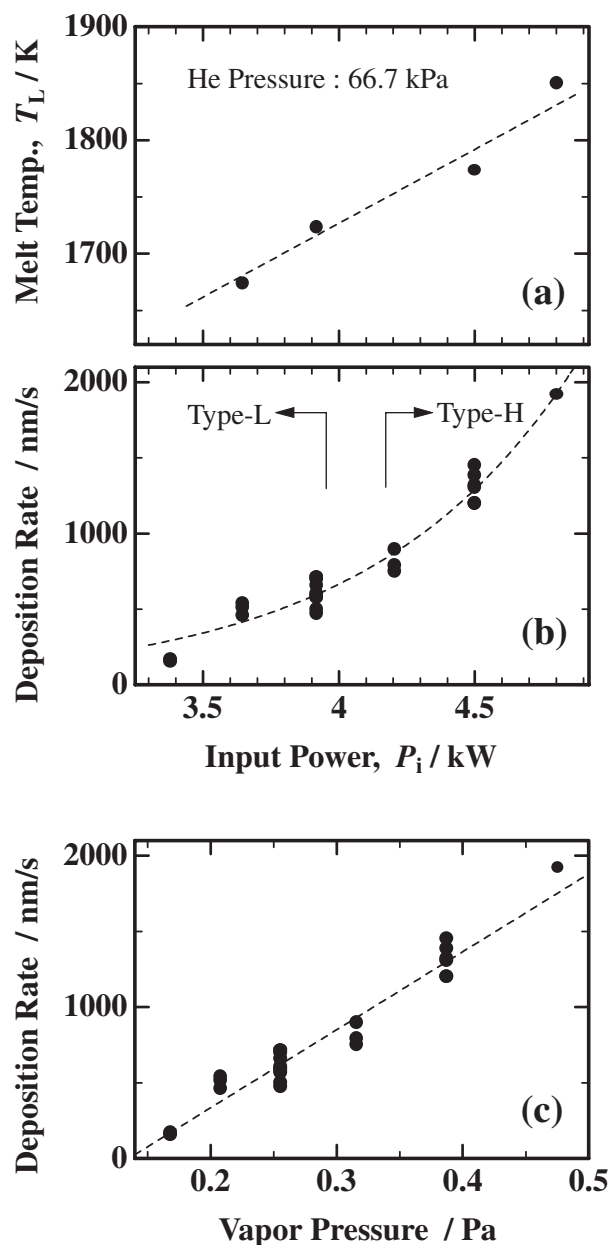 1900
Melt Temp., T_L / K
He Pressure : 66.7 kPa
1800
1700
(a)
2000
Deposition Rate / nm/s
Type-L
Type-H
1000
(b)
0
3.5 4 4.5
Input Power, P_i / kW
2000
Deposition Rate / nm/s
1000
(c)
0
0.2 0.3 0.4 0.5
Vapor Pressure / Pa